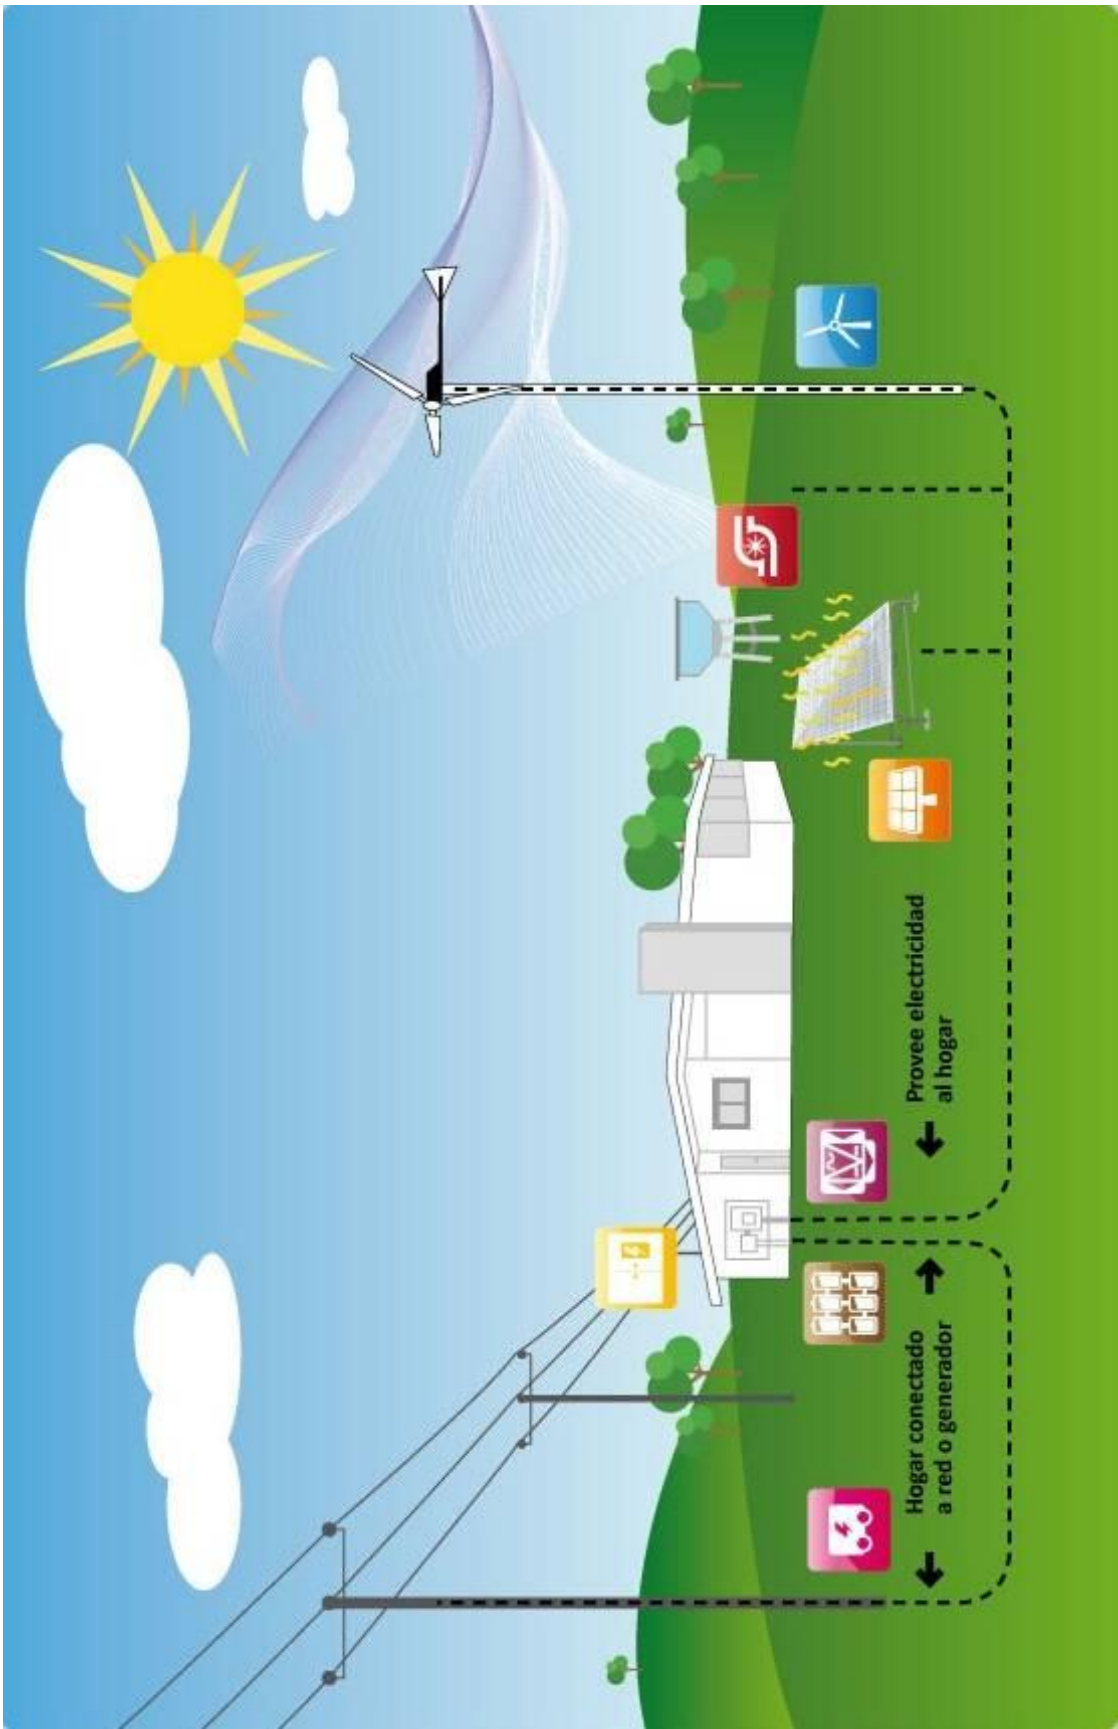 Hogar conectado
a red o generador
Provee electricidad
al hogar